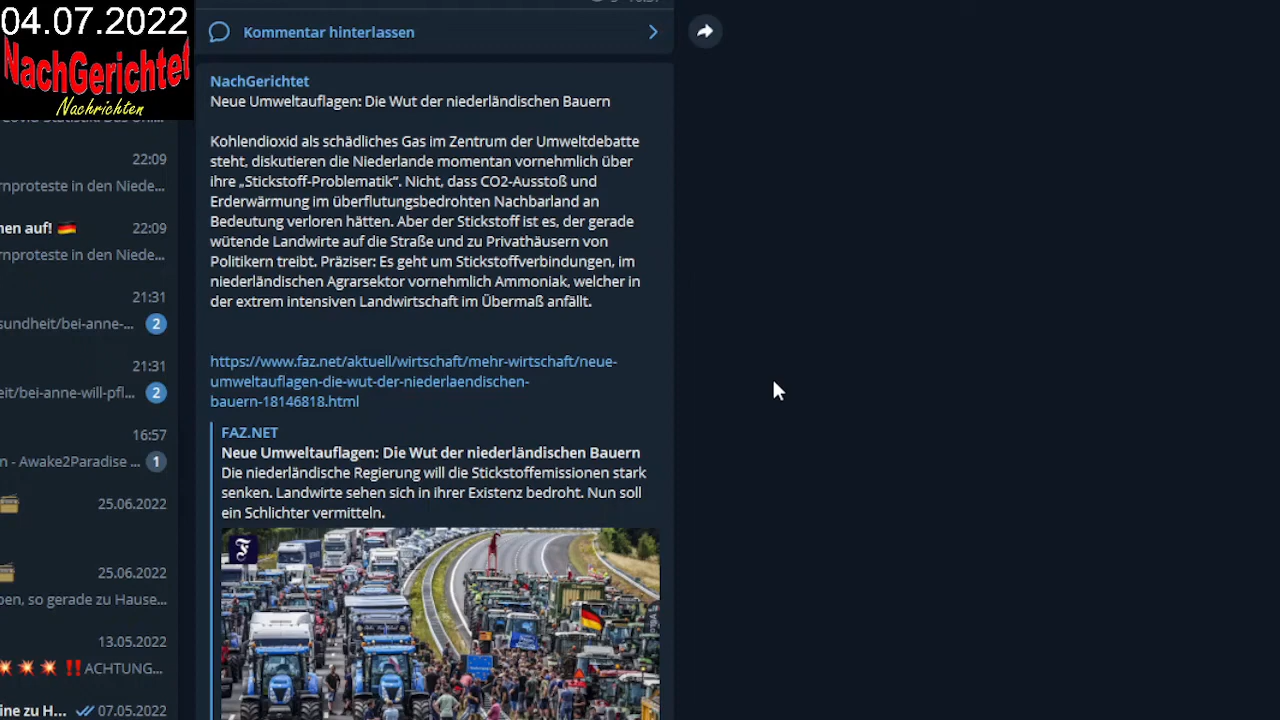 04.07.2022
NachGerichtet
Nachrichten
22:09
rnproteste in den Niede...
nen auf!
22:09
rnproteste in den Niede...
21:31
sundheit/bei-anne-...
2
21:31
eit/bei-anne-will-pfl...
2
16:57
n - Awake2Paradise ...
1
25.06.2022
25.06.2022
ben, so gerade zu Hause...
13.05.2022
ACHTUNG...
ine zu H...
07.05.2022
Kommentar hinterlassen
NachGerichtet
Neue Umweltauflagen: Die Wut der niederländischen Bauern
Kohlendioxid als schädliches Gas im Zentrum der Umweltdebatte
steht, diskutieren die Niederlande momentan vornehmlich über
ihre „Stickstoff-Problematik“. Nicht, dass CO2-Ausstoß und
Erderwärmung im überflutungsbedrohten Nachbarland an
Bedeutung verloren hätten. Aber der Stickstoff ist es, der gerade
wütende Landwirte auf die Straße und zu Privathäusern von
Politikern treibt. Präziser: Es geht um Stickstoffverbindungen, im
niederländischen Agrarsektor vornehmlich Ammoniak, welcher in
der extrem intensiven Landwirtschaft im Übermaß anfällt.
https://www.faz.net/aktuell/wirtschaft/mehr-wirtschaft/neue-
umweltauflagen-die-wut-der-niederlaendischen-
bauern-18146818.html
FAZ.NET
Neue Umweltauflagen: Die Wut der niederländischen Bauern
Die niederländische Regierung will die Stickstoffemissionen stark
senken. Landwirte sehen sich in ihrer Existenz bedroht. Nun soll
ein Schlichter vermitteln.